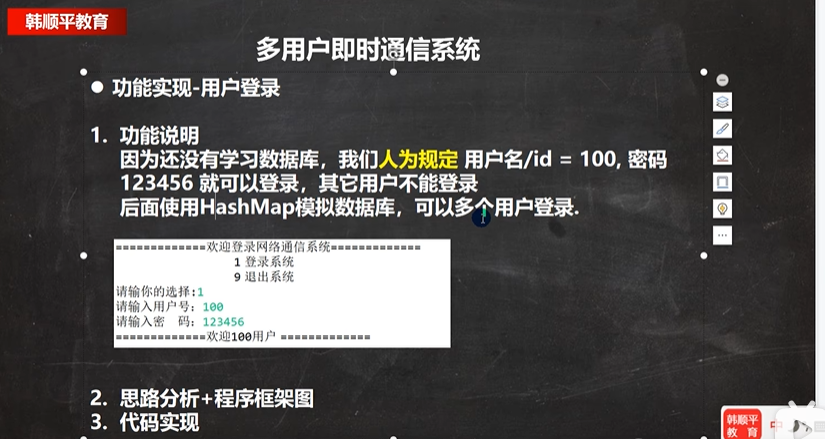 韩顺平教育
多用户即时通信系统
● 功能实现-用户登录
1. 功能说明
因为还没有学习数据库，我们人为规定 用户名/id = 100, 密码
123456 就可以登录，其它用户不能登录
后面使用HashMap模拟数据库，可以多个用户登录.
=============欢迎登录网络通信系统=============
1 登录系统
9 退出系统
请输你的选择:1
请输入用户号：100
请输入密　码：123456
=============欢迎100用户 =============
2. 思路分析+程序框架图
3. 代码实现
韩顺平
教 育
中